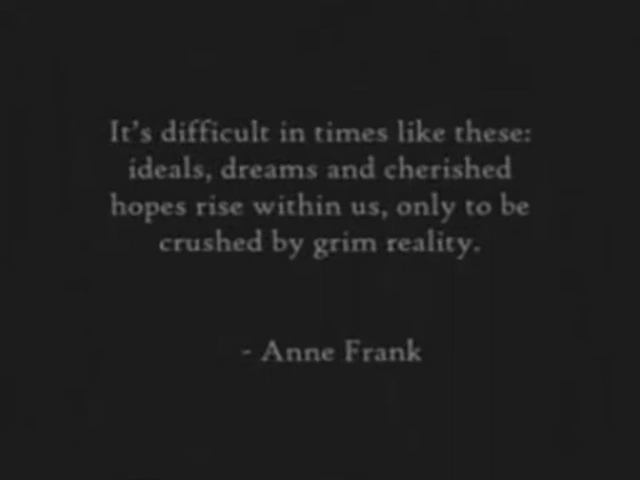 It's difficult in times like these:
ideals, dreams and cherished
hopes rise within us, only to be
crushed by grim reality.
- Anne Frank